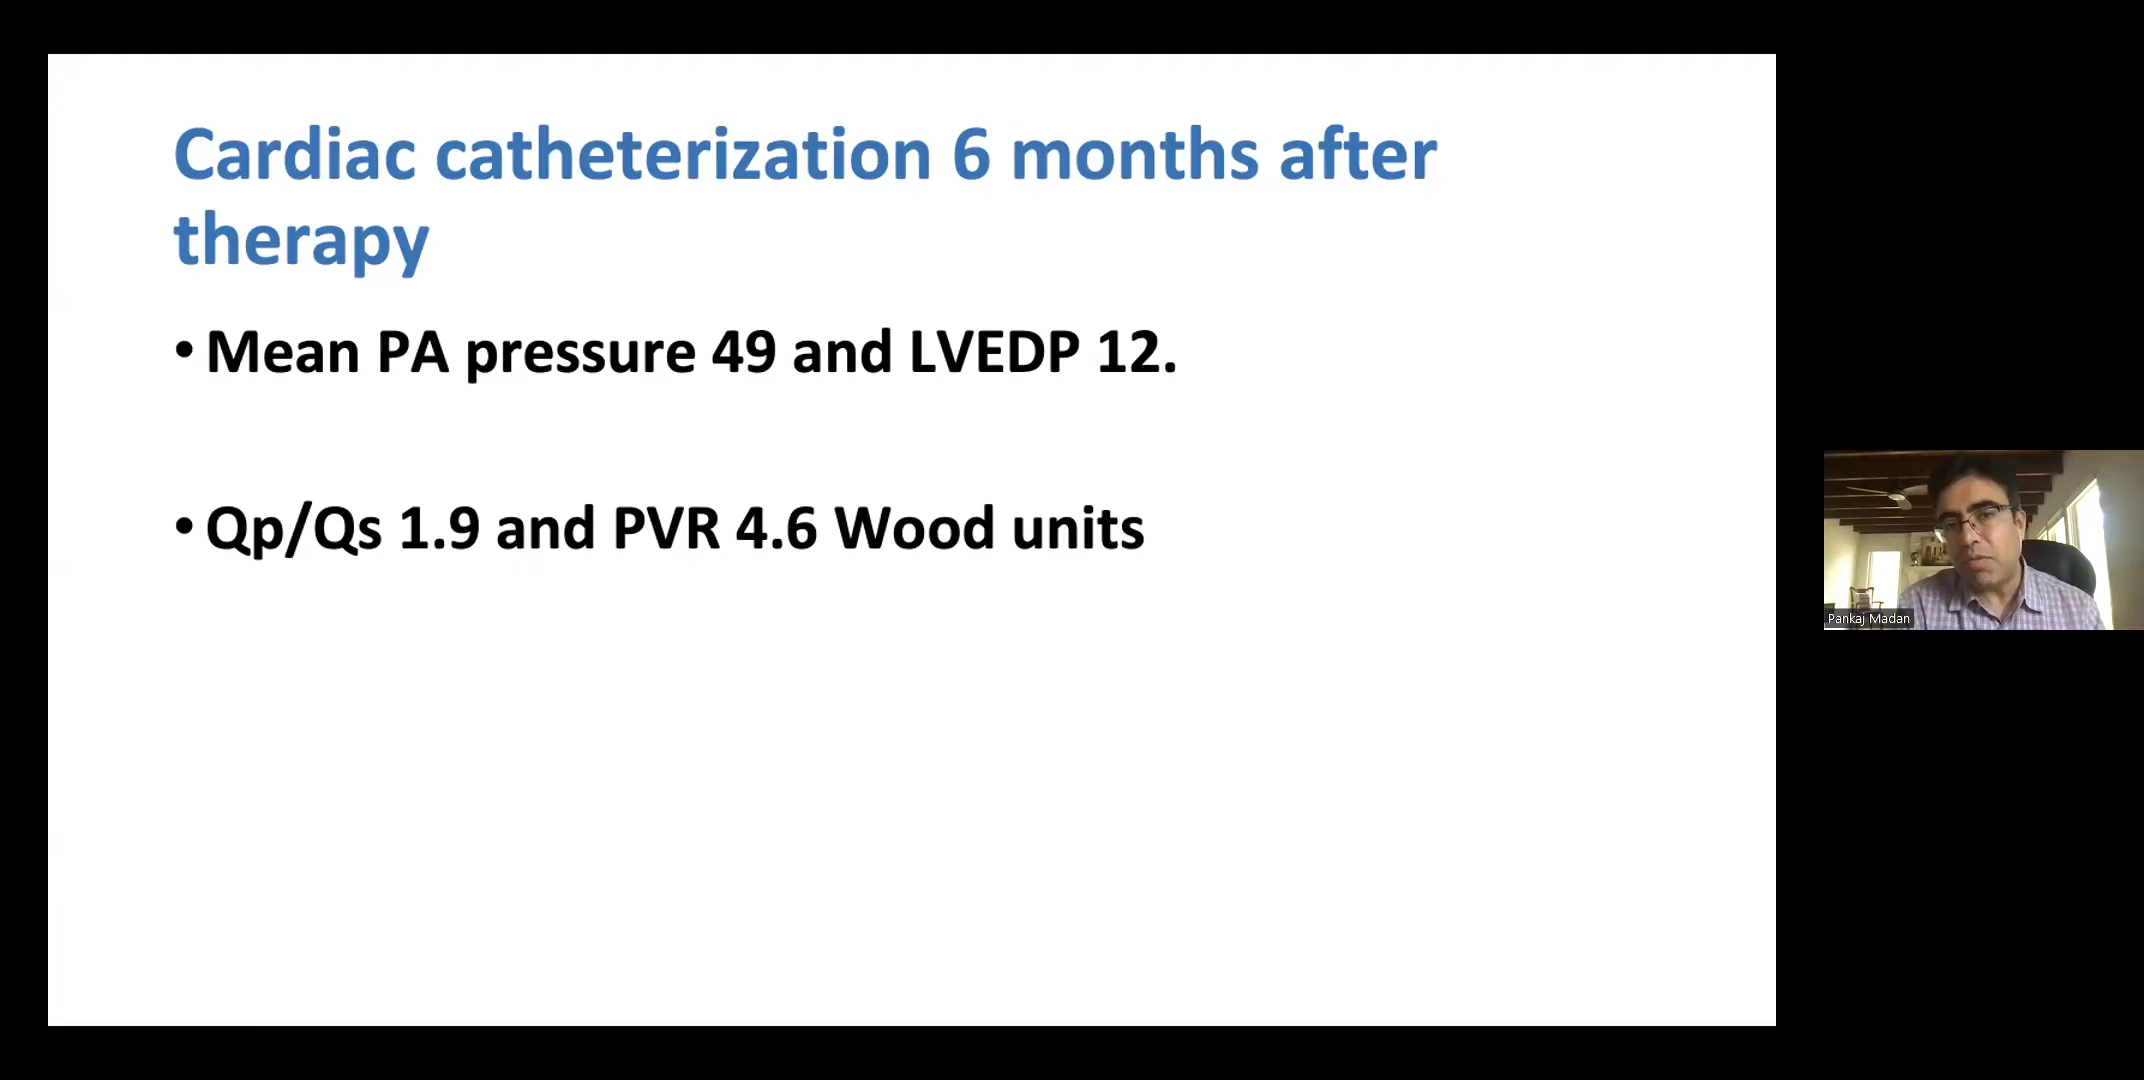 Cardiac catheterization 6 months after
therapy
• Mean PA pressure 49 and LVEDP 12.
• Qp/Qs 1.9 and PVR 4.6 Wood units
Pankaj Madan